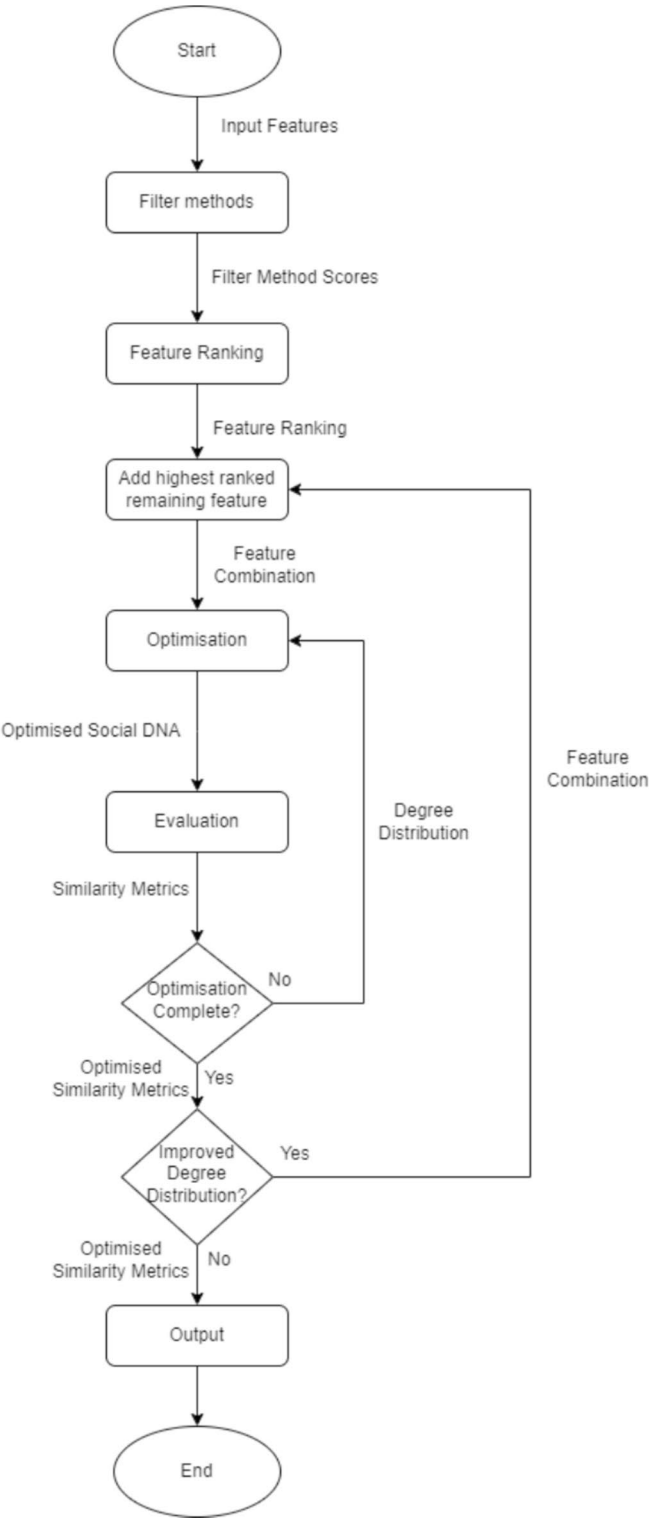 Start
Input Features
Filter methods
Filter Method Scores
Feature Ranking
Feature Ranking
Add highest ranked
remaining feature
Feature
Combination
Optimisation
Optimised Social DNA
Feature
Combination
Evaluation
Degree
Distribution
Similarity Metrics
No
Optimisation
Complete?
Optimised
Similarity Metrics
Yes
Improved
Degree
Distribution?
Yes
Optimised
Similarity Metrics
No
Output
End